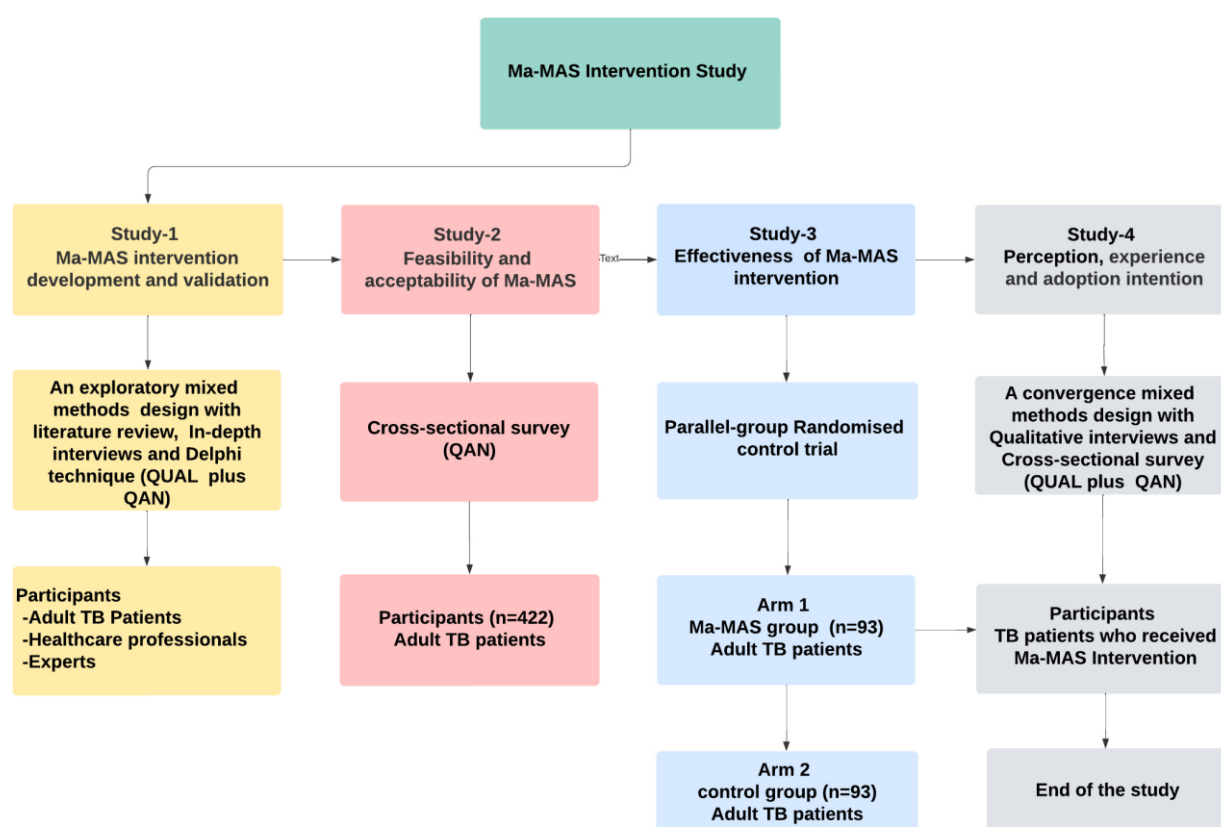 Ma-MAS Intervention Study
Study-1
Ma-MAS intervention
development and validation
Study-2
Feasibility and
acceptability of Ma-MAS
Text
Study-3
Effectiveness of Ma-MAS
intervention
Study-4
Perception, experience
and adoption intention
An exploratory mixed
methods design with
literature review, In-depth
interviews and Delphi
technique (QUAL plus
QAN)
Cross-sectional survey
(QAN)
Parallel-group Randomised
control trial
A convergence mixed
methods design with
Qualitative interviews and
Cross-sectional survey
(QUAL plus QAN)
Participants
-Adult TB Patients
-Healthcare professionals
-Experts
Participants (n=422)
Adult TB patients
Arm 1
Ma-MAS group (n=93)
Adult TB patients
Participants
TB patients who received
Ma-MAS Intervention
Arm 2
control group (n=93)
Adult TB patients
End of the study